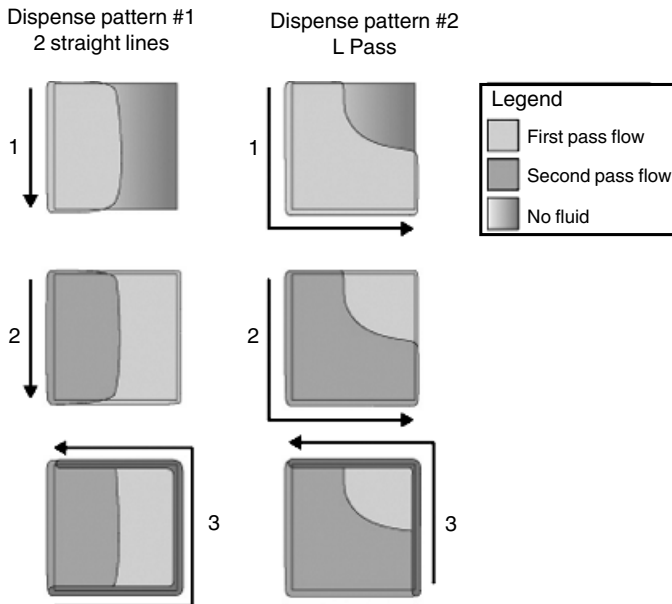 Dispense pattern #1
2 straight lines
Dispense pattern #2
L Pass
1
1
Legend
First pass flow
Second pass flow
No fluid
2
2
3
3